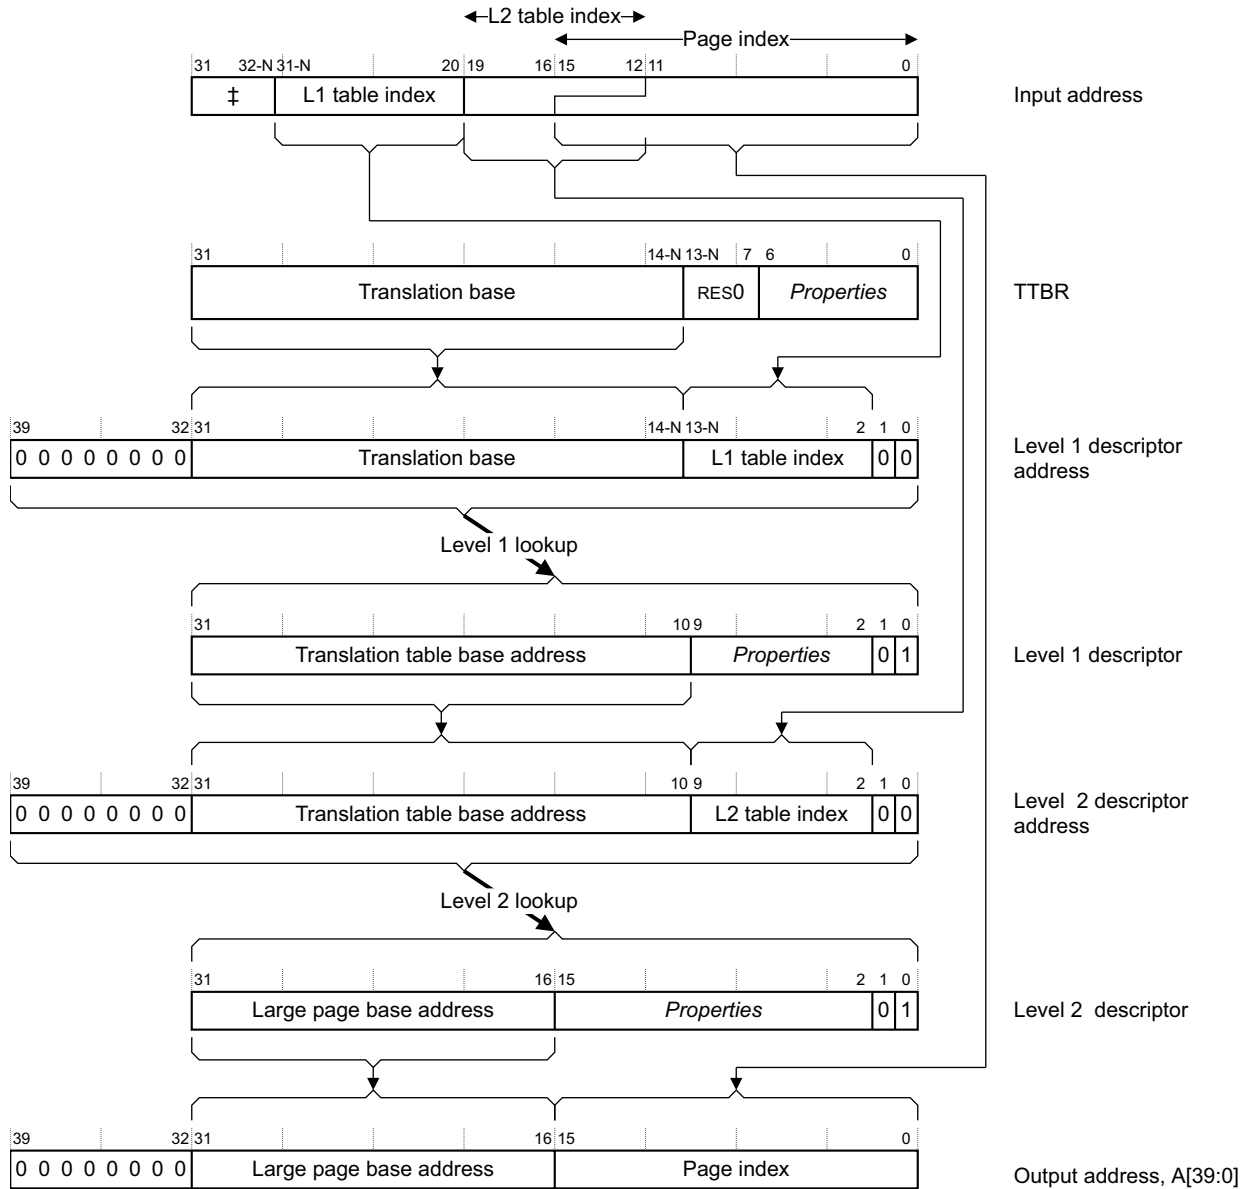 L2 table index
Page index
31 32-N 31-N 20 19 16 15 12 11 0
‡ L1 table index Input address
31 14-N 13-N 7 6 0
Translation base RES0 Properties TTBR
39 32 31 14-N 13-N 2 1 0
0 0 0 0 0 0 0 0 Translation base L1 table index 0 0 Level 1 descriptor
address
Level 1 lookup
31 10 9 2 1 0
Translation table base address Properties 0 1 Level 1 descriptor
39 32 31 10 9 2 1 0
0 0 0 0 0 0 0 0 Translation table base address L2 table index 0 0 Level 2 descriptor
address
Level 2 lookup
31 16 15 2 1 0
Large page base address Properties 0 1 Level 2 descriptor
39 32 31 16 15 0
0 0 0 0 0 0 0 0 Large page base address Page index Output address, A[39:0]